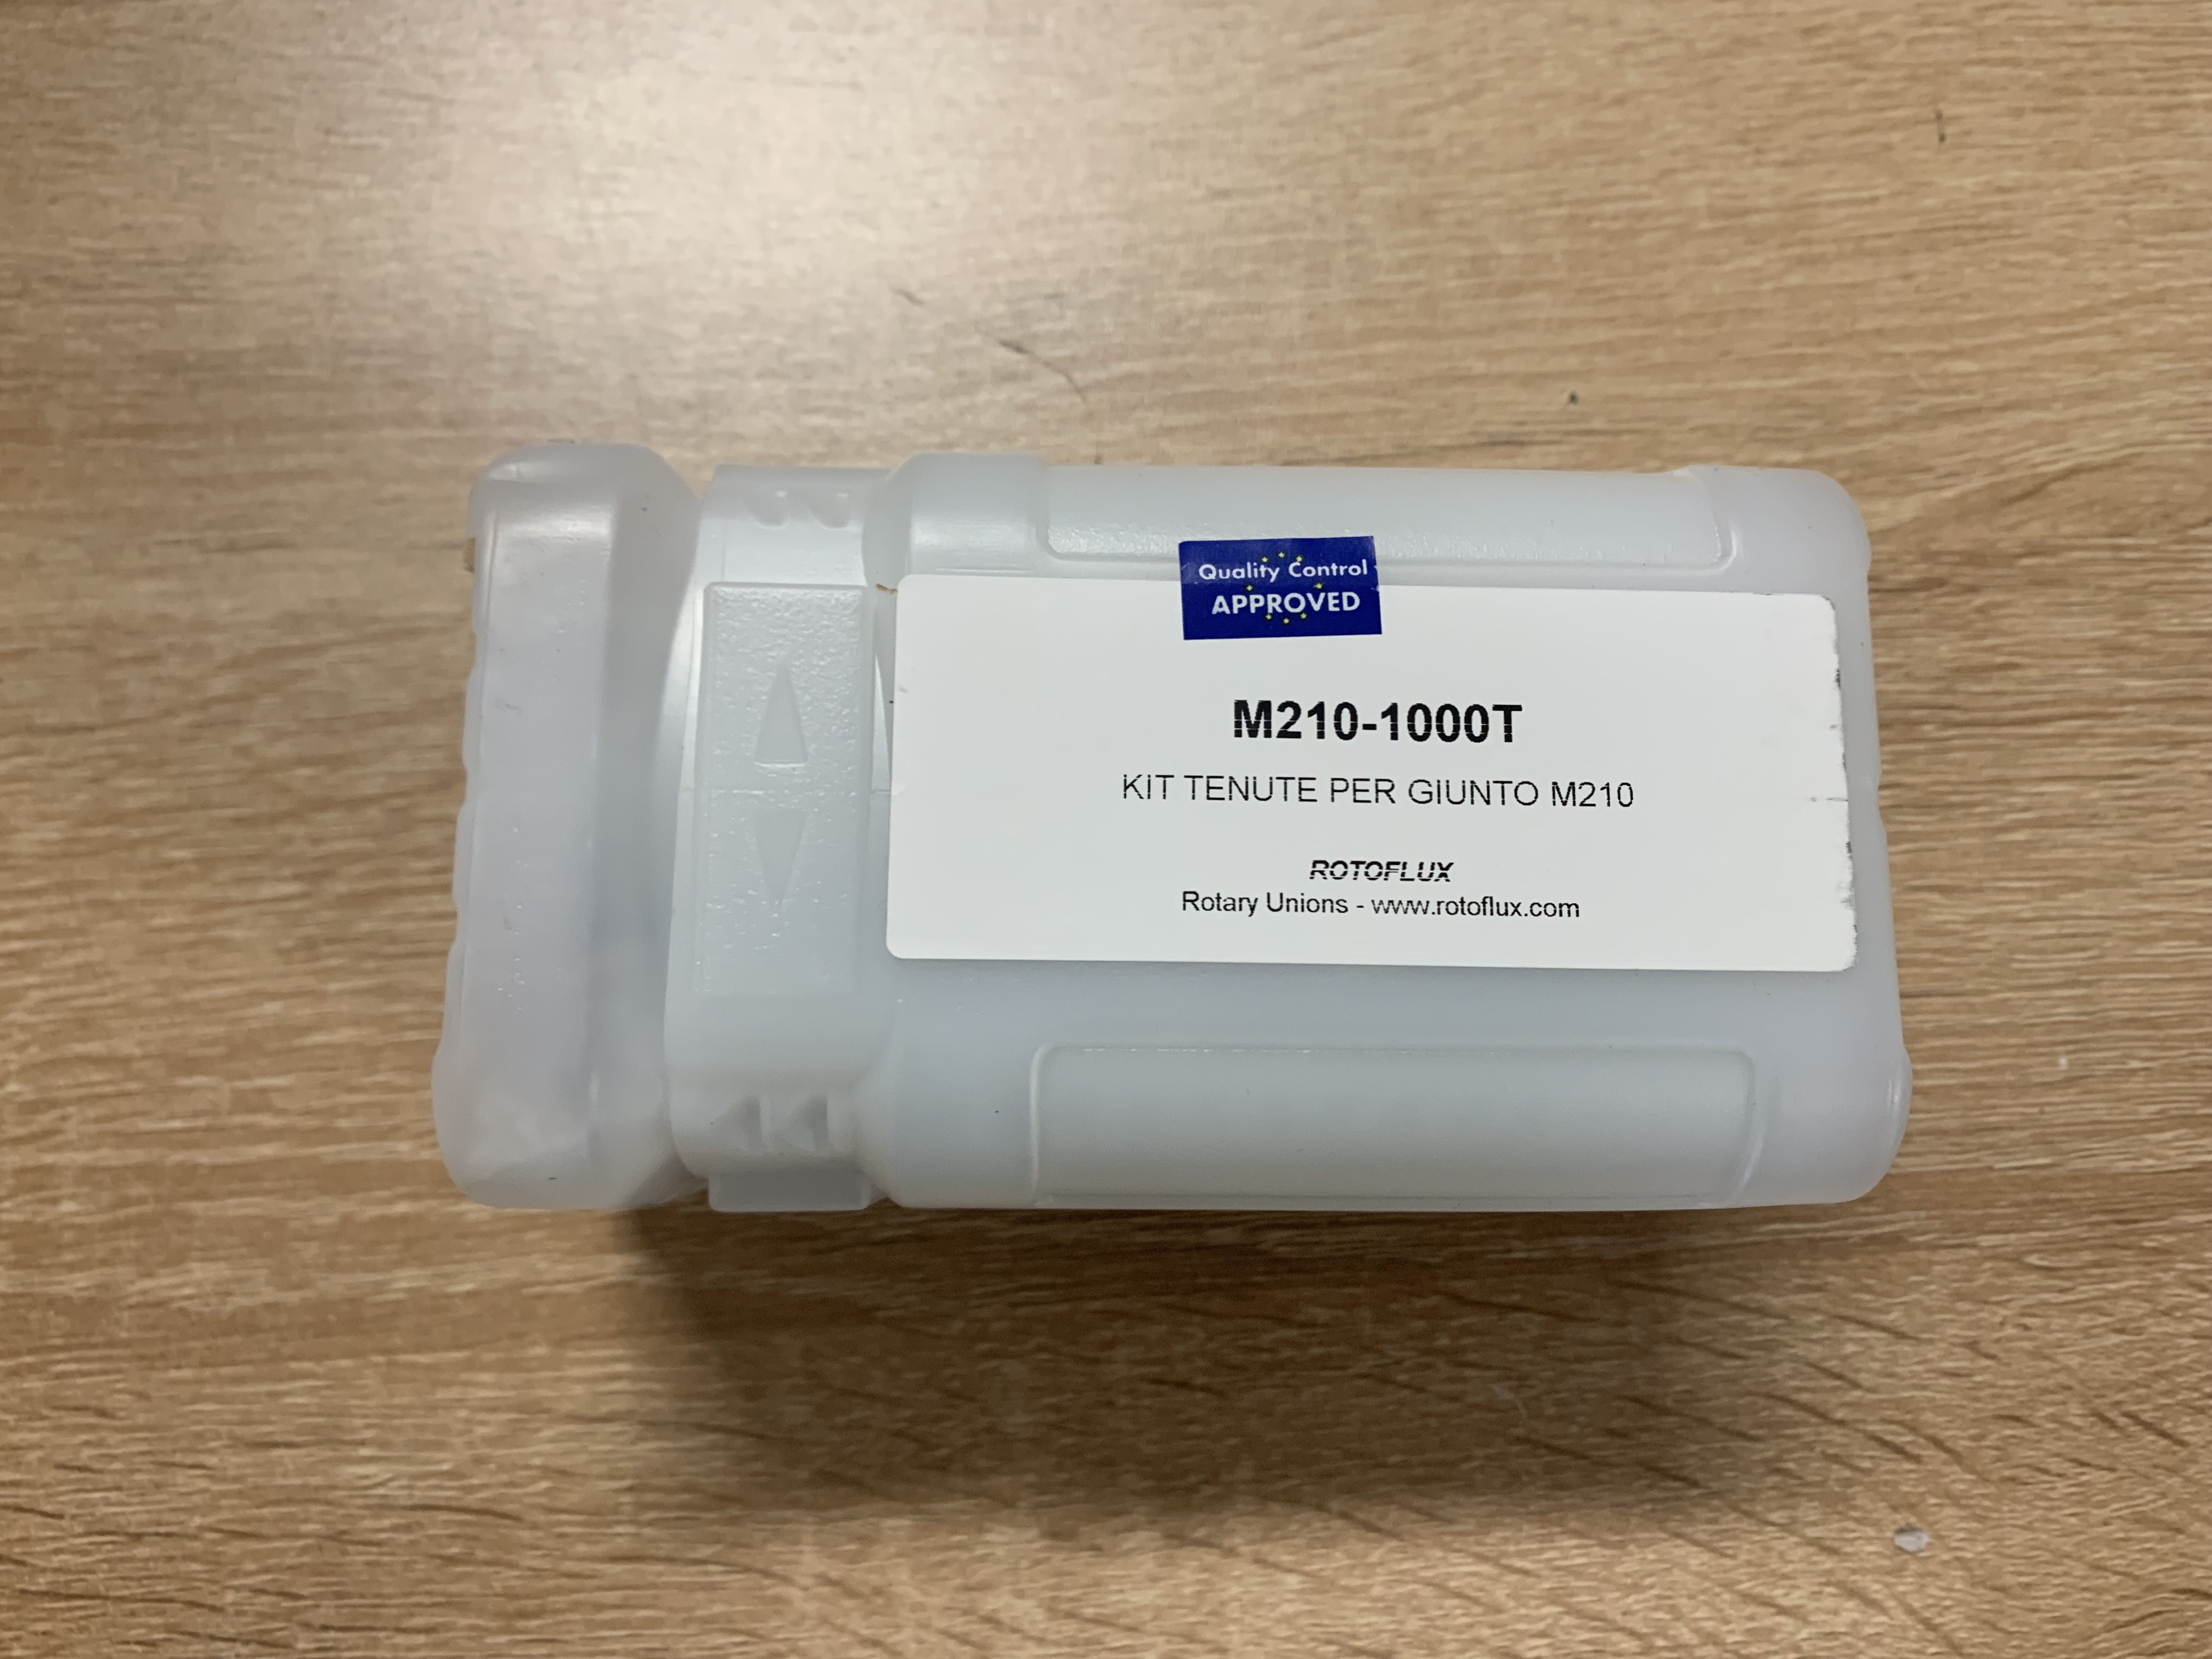 Quality Control
APPROVED
M210-1000T
KIT TENUTE PER GIUNTO M210
ROTOFLUX
Rotary Unions - www.rotoflux.com